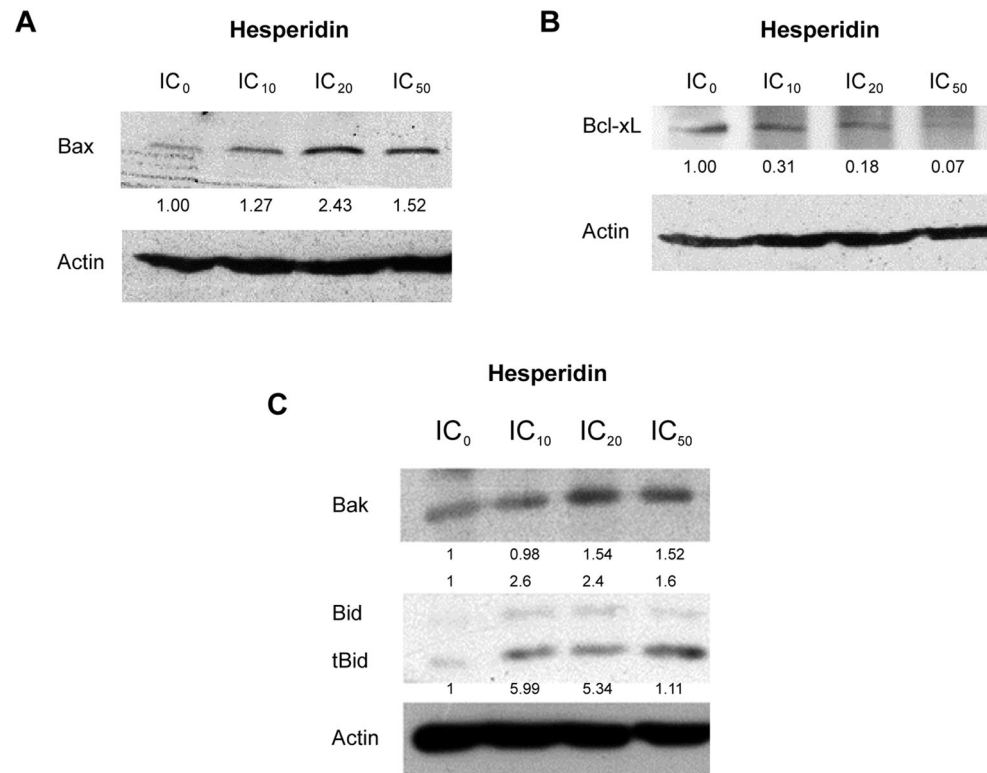 A
Hesperidin
IC₀ IC₁₀ IC₂₀ IC₅₀
Bax
1.00 1.27 2.43 1.52
Actin
B
Hesperidin
IC₀ IC₁₀ IC₂₀ IC₅₀
Bcl-xL
1.00 0.31 0.18 0.07
Actin
C
Hesperidin
IC₀ IC₁₀ IC₂₀ IC₅₀
Bak
1 0.98 1.54 1.52
1 2.6 2.4 1.6
Bid
tBid
1 5.99 5.34 1.11
Actin